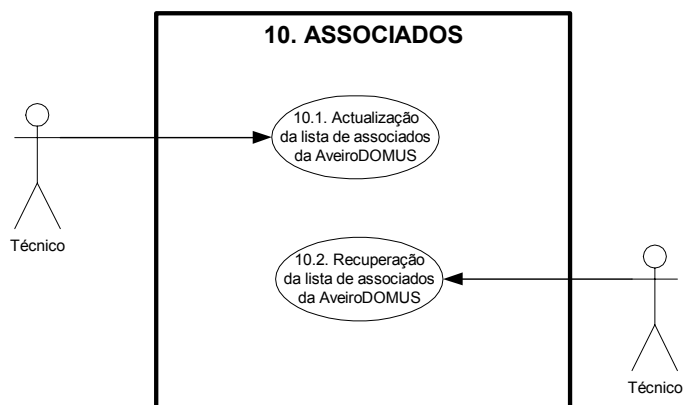 10. ASSOCIADOS
10.1. Actualização
da lista de associados
da AveiroDOMUS
Técnico
10.2. Recuperação
da lista de associados
da AveiroDOMUS
Técnico